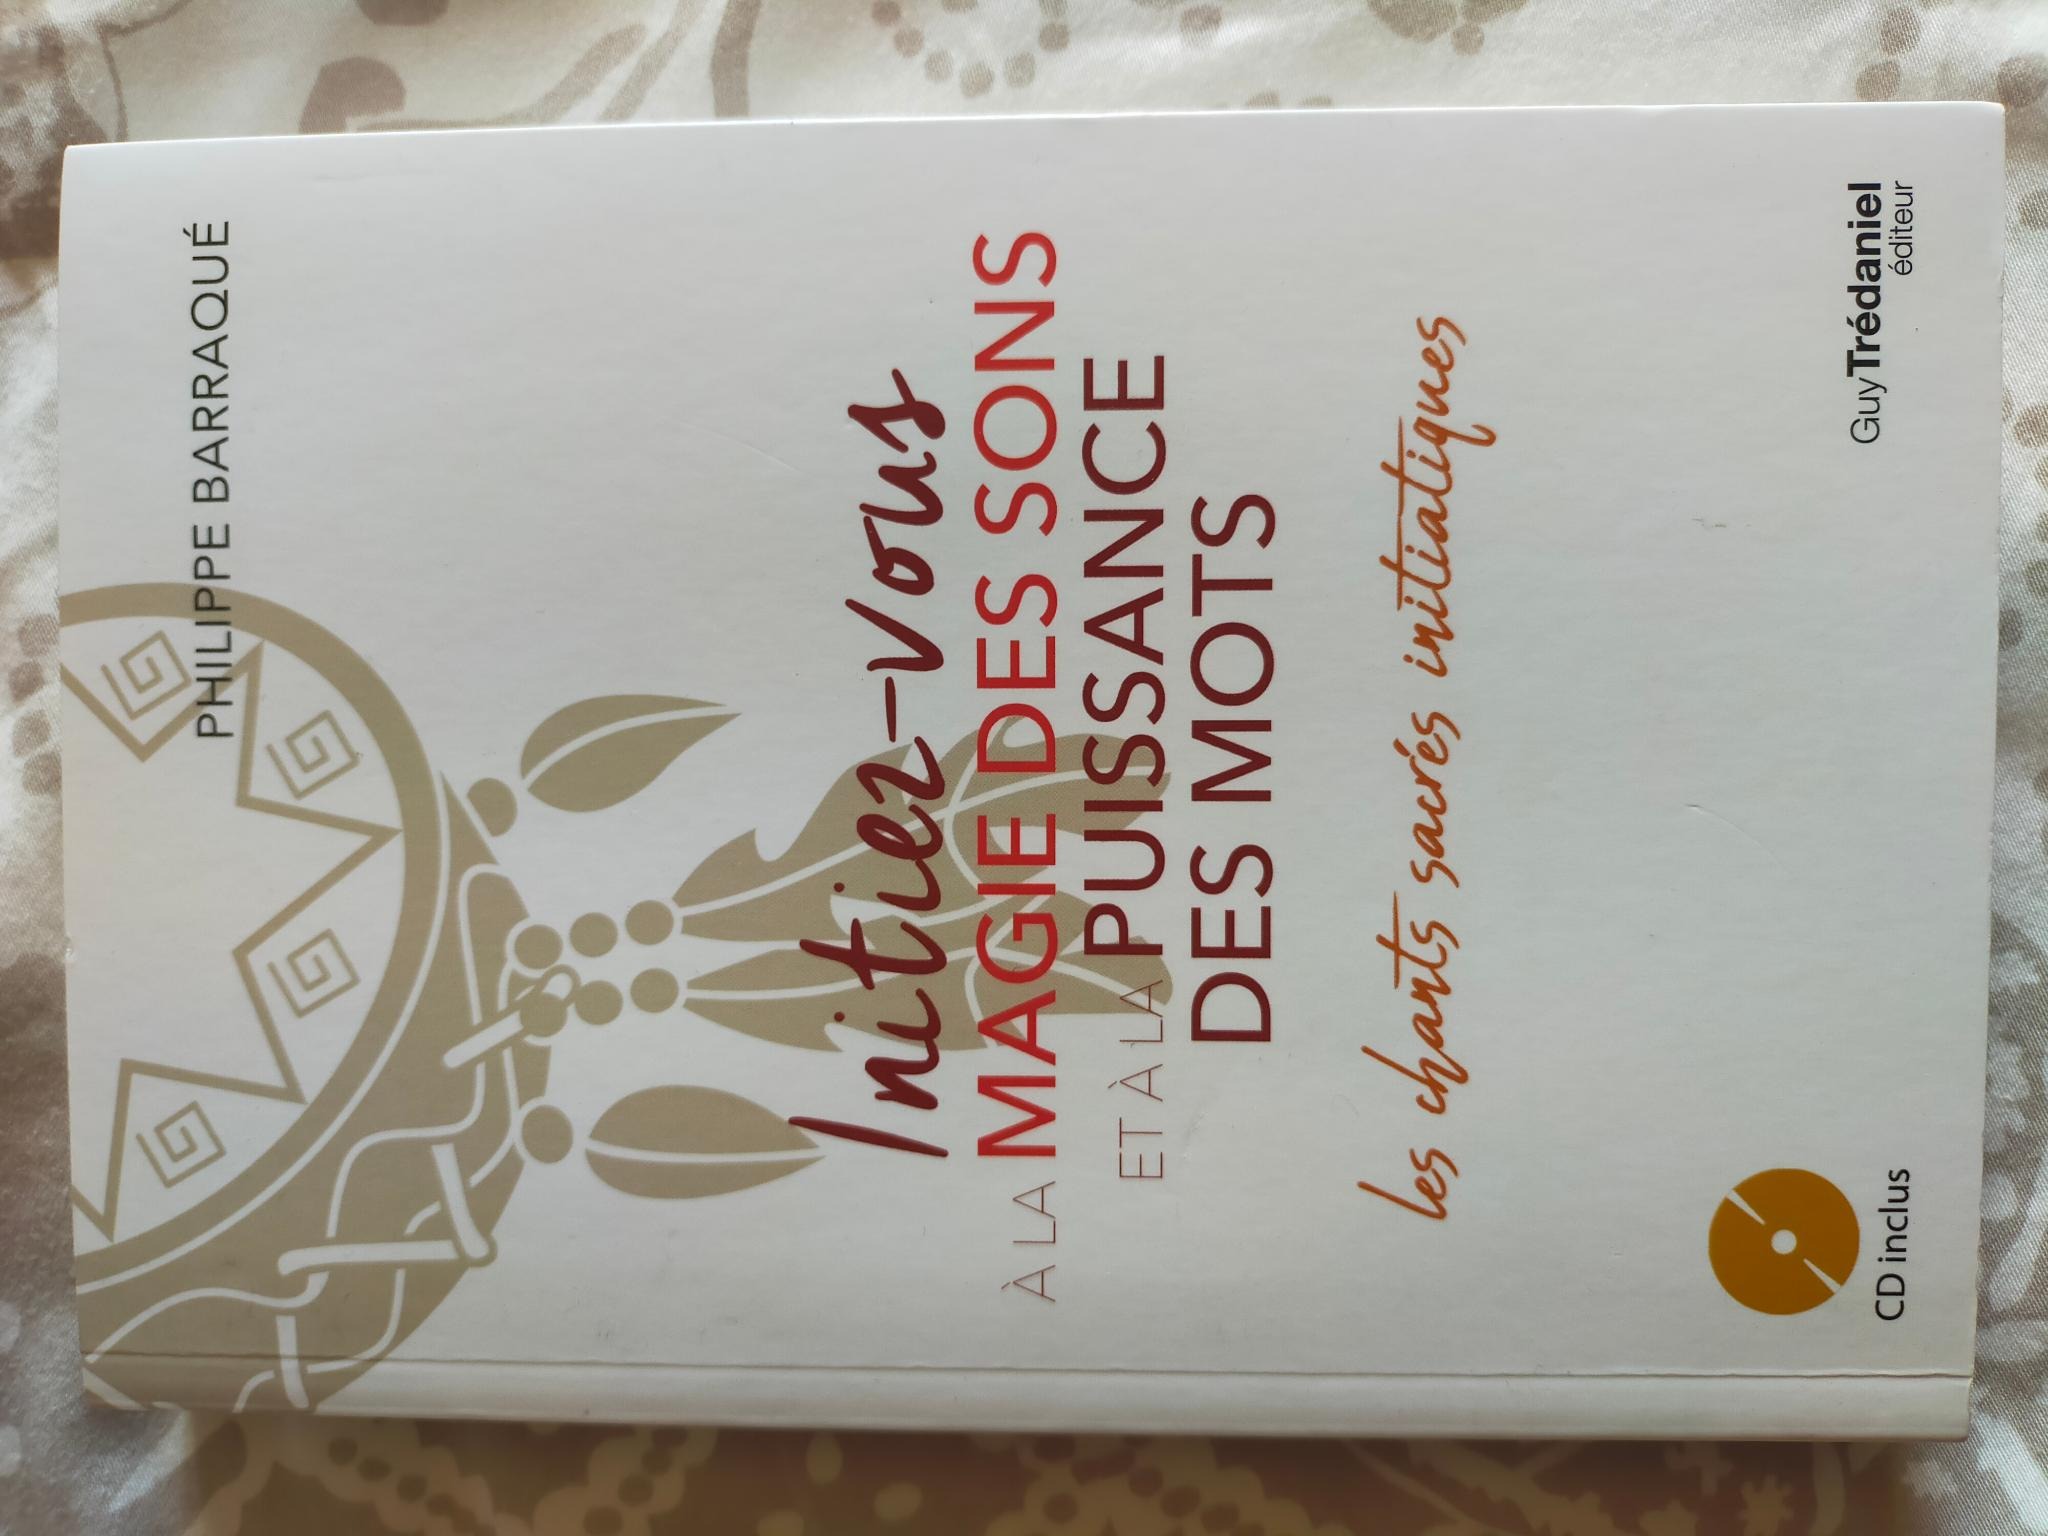 PHILIPPE BARRAQUÉ
Initiez-vous
À LA MAGIE DES SONS
ET À LA PUISSANCE
DES MOTS
Les chants sacrés initiatiques
CD inclus
Guy Trédaniel
éditeur